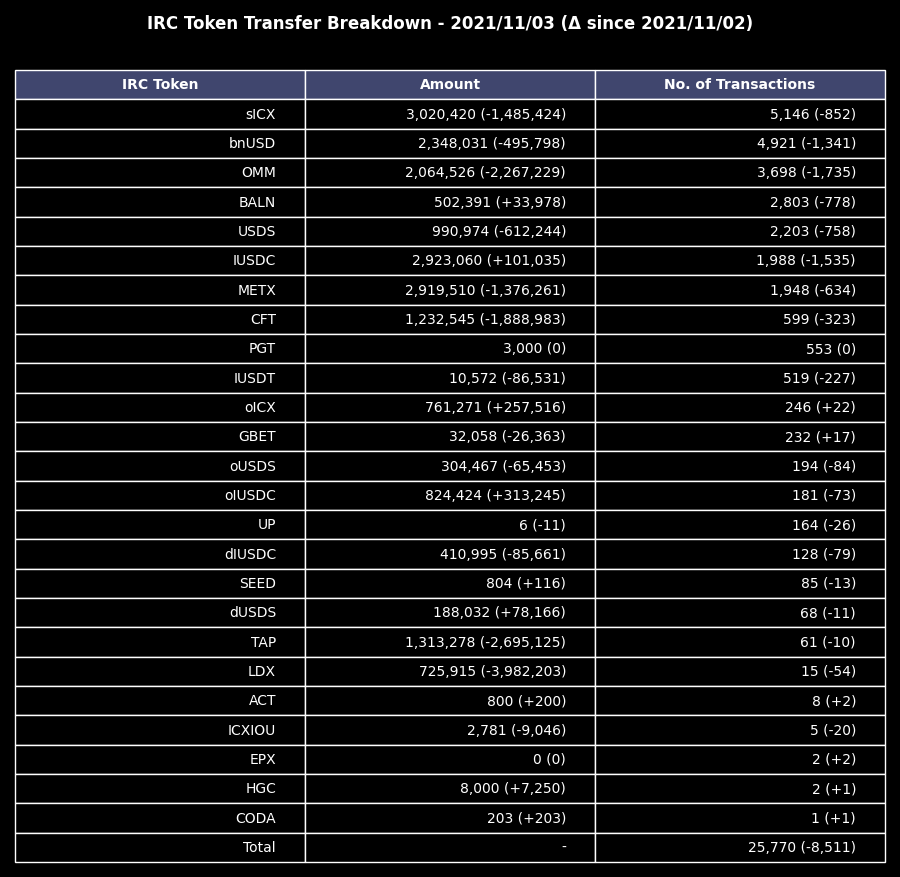 IRC Token Transfer Breakdown - 2021/11/03 (Δ since 2021/11/02)
IRC Token Amount No. of Transactions
sICX 3,020,420 (-1,485,424) 5,146 (-852)
bnUSD 2,348,031 (-495,798) 4,921 (-1,341)
OMM 2,064,526 (-2,267,229) 3,698 (-1,735)
BALN 502,391 (+33,978) 2,803 (-778)
USDS 990,974 (-612,244) 2,203 (-758)
IUSDC 2,923,060 (+101,035) 1,988 (-1,535)
METX 2,919,510 (-1,376,261) 1,948 (-634)
CFT 1,232,545 (-1,888,983) 599 (-323)
PGT 3,000 (0) 553 (0)
IUSDT 10,572 (-86,531) 519 (-227)
oICX 761,271 (+257,516) 246 (+22)
GBET 32,058 (-26,363) 232 (+17)
oUSDS 304,467 (-65,453) 194 (-84)
oIUSDC 824,424 (+313,245) 181 (-73)
UP 6 (-11) 164 (-26)
dIUSDC 410,995 (-85,661) 128 (-79)
SEED 804 (+116) 85 (-13)
dUSDS 188,032 (+78,166) 68 (-11)
TAP 1,313,278 (-2,695,125) 61 (-10)
LDX 725,915 (-3,982,203) 15 (-54)
ACT 800 (+200) 8 (+2)
ICXIOU 2,781 (-9,046) 5 (-20)
EPX 0 (0) 2 (+2)
HGC 8,000 (+7,250) 2 (+1)
CODA 203 (+203) 1 (+1)
Total - 25,770 (-8,511)